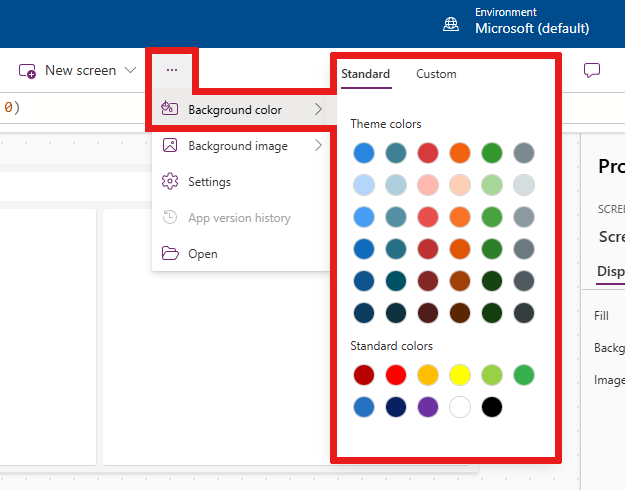 Environment
Microsoft (default)
New screen
...
Standard
Custom
0)
Background color
Theme colors
Background image
Settings
App version history
Open
Standard colors
Pro
SCREE
Scree
Disp
Fill
Backg
Image